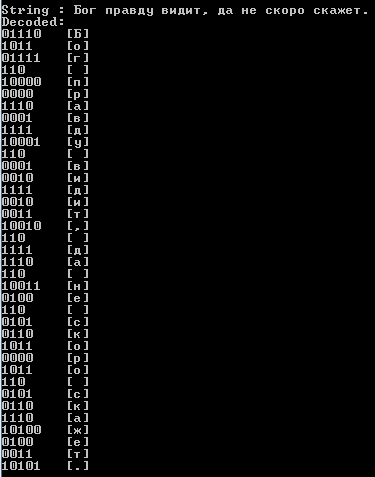 String : Бог правду видит, да не скоро скажет.
Decoded:
01110 [Б]
1011 [о]
01111 [г]
110 [ ]
10000 [п]
0000 [р]
1110 [а]
0001 [в]
1111 [д]
10001 [у]
110 [ ]
0001 [в]
0010 [и]
1111 [д]
0010 [и]
0011 [т]
10010 [,]
110 [ ]
1111 [д]
1110 [а]
110 [ ]
10011 [н]
0100 [е]
110 [ ]
0101 [с]
0110 [к]
1011 [о]
0000 [р]
1011 [о]
110 [ ]
0101 [с]
0110 [к]
1110 [а]
10100 [ж]
0100 [е]
0011 [т]
10101 [.]